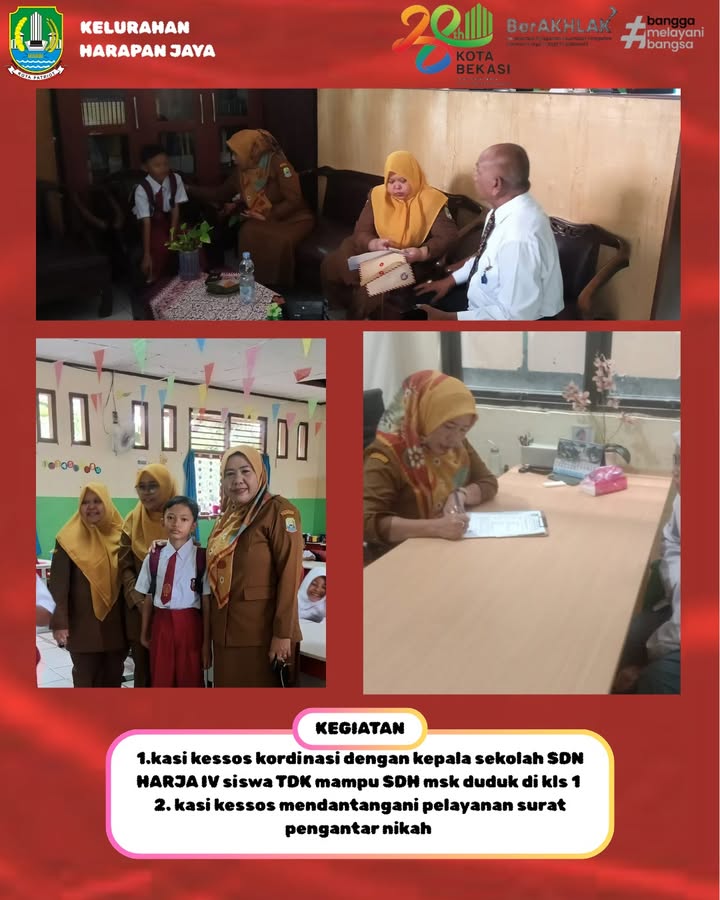 KELURAHAN
HARAPAN JAYA
KOTA PATRIOT
28th
KOTA
BEKASI
BerAKHLAK
#bangga
melayani
bangsa
KEGIATAN
1.kasi kessos kordinasi dengan kepala sekolah SDN
HARJA IV siswa TDK mampu SDH msk duduk di kls 1
2. kasi kessos mendantangani pelayanan surat
pengantar nikah